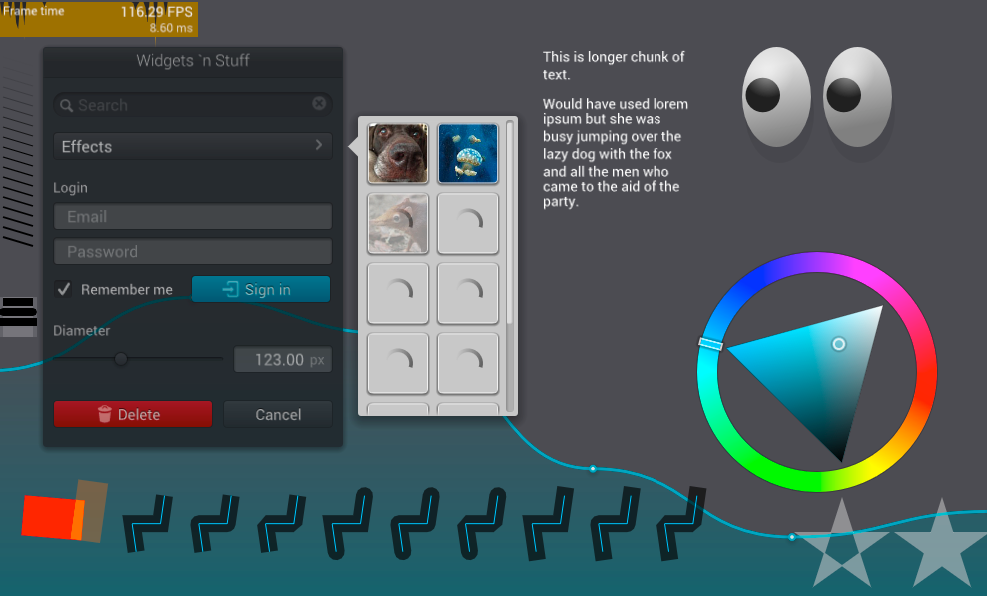 Frame time
116.29 FPS
8.60 ms
Widgets `n Stuff
Search
Effects
Login
Email
Password
Remember me
Sign in
Diameter
123.00 px
Delete
Cancel
This is longer chunk of
text.
Would have used lorem
ipsum but she was
busy jumping over the
lazy dog with the fox
and all the men who
came to the aid of the
party.